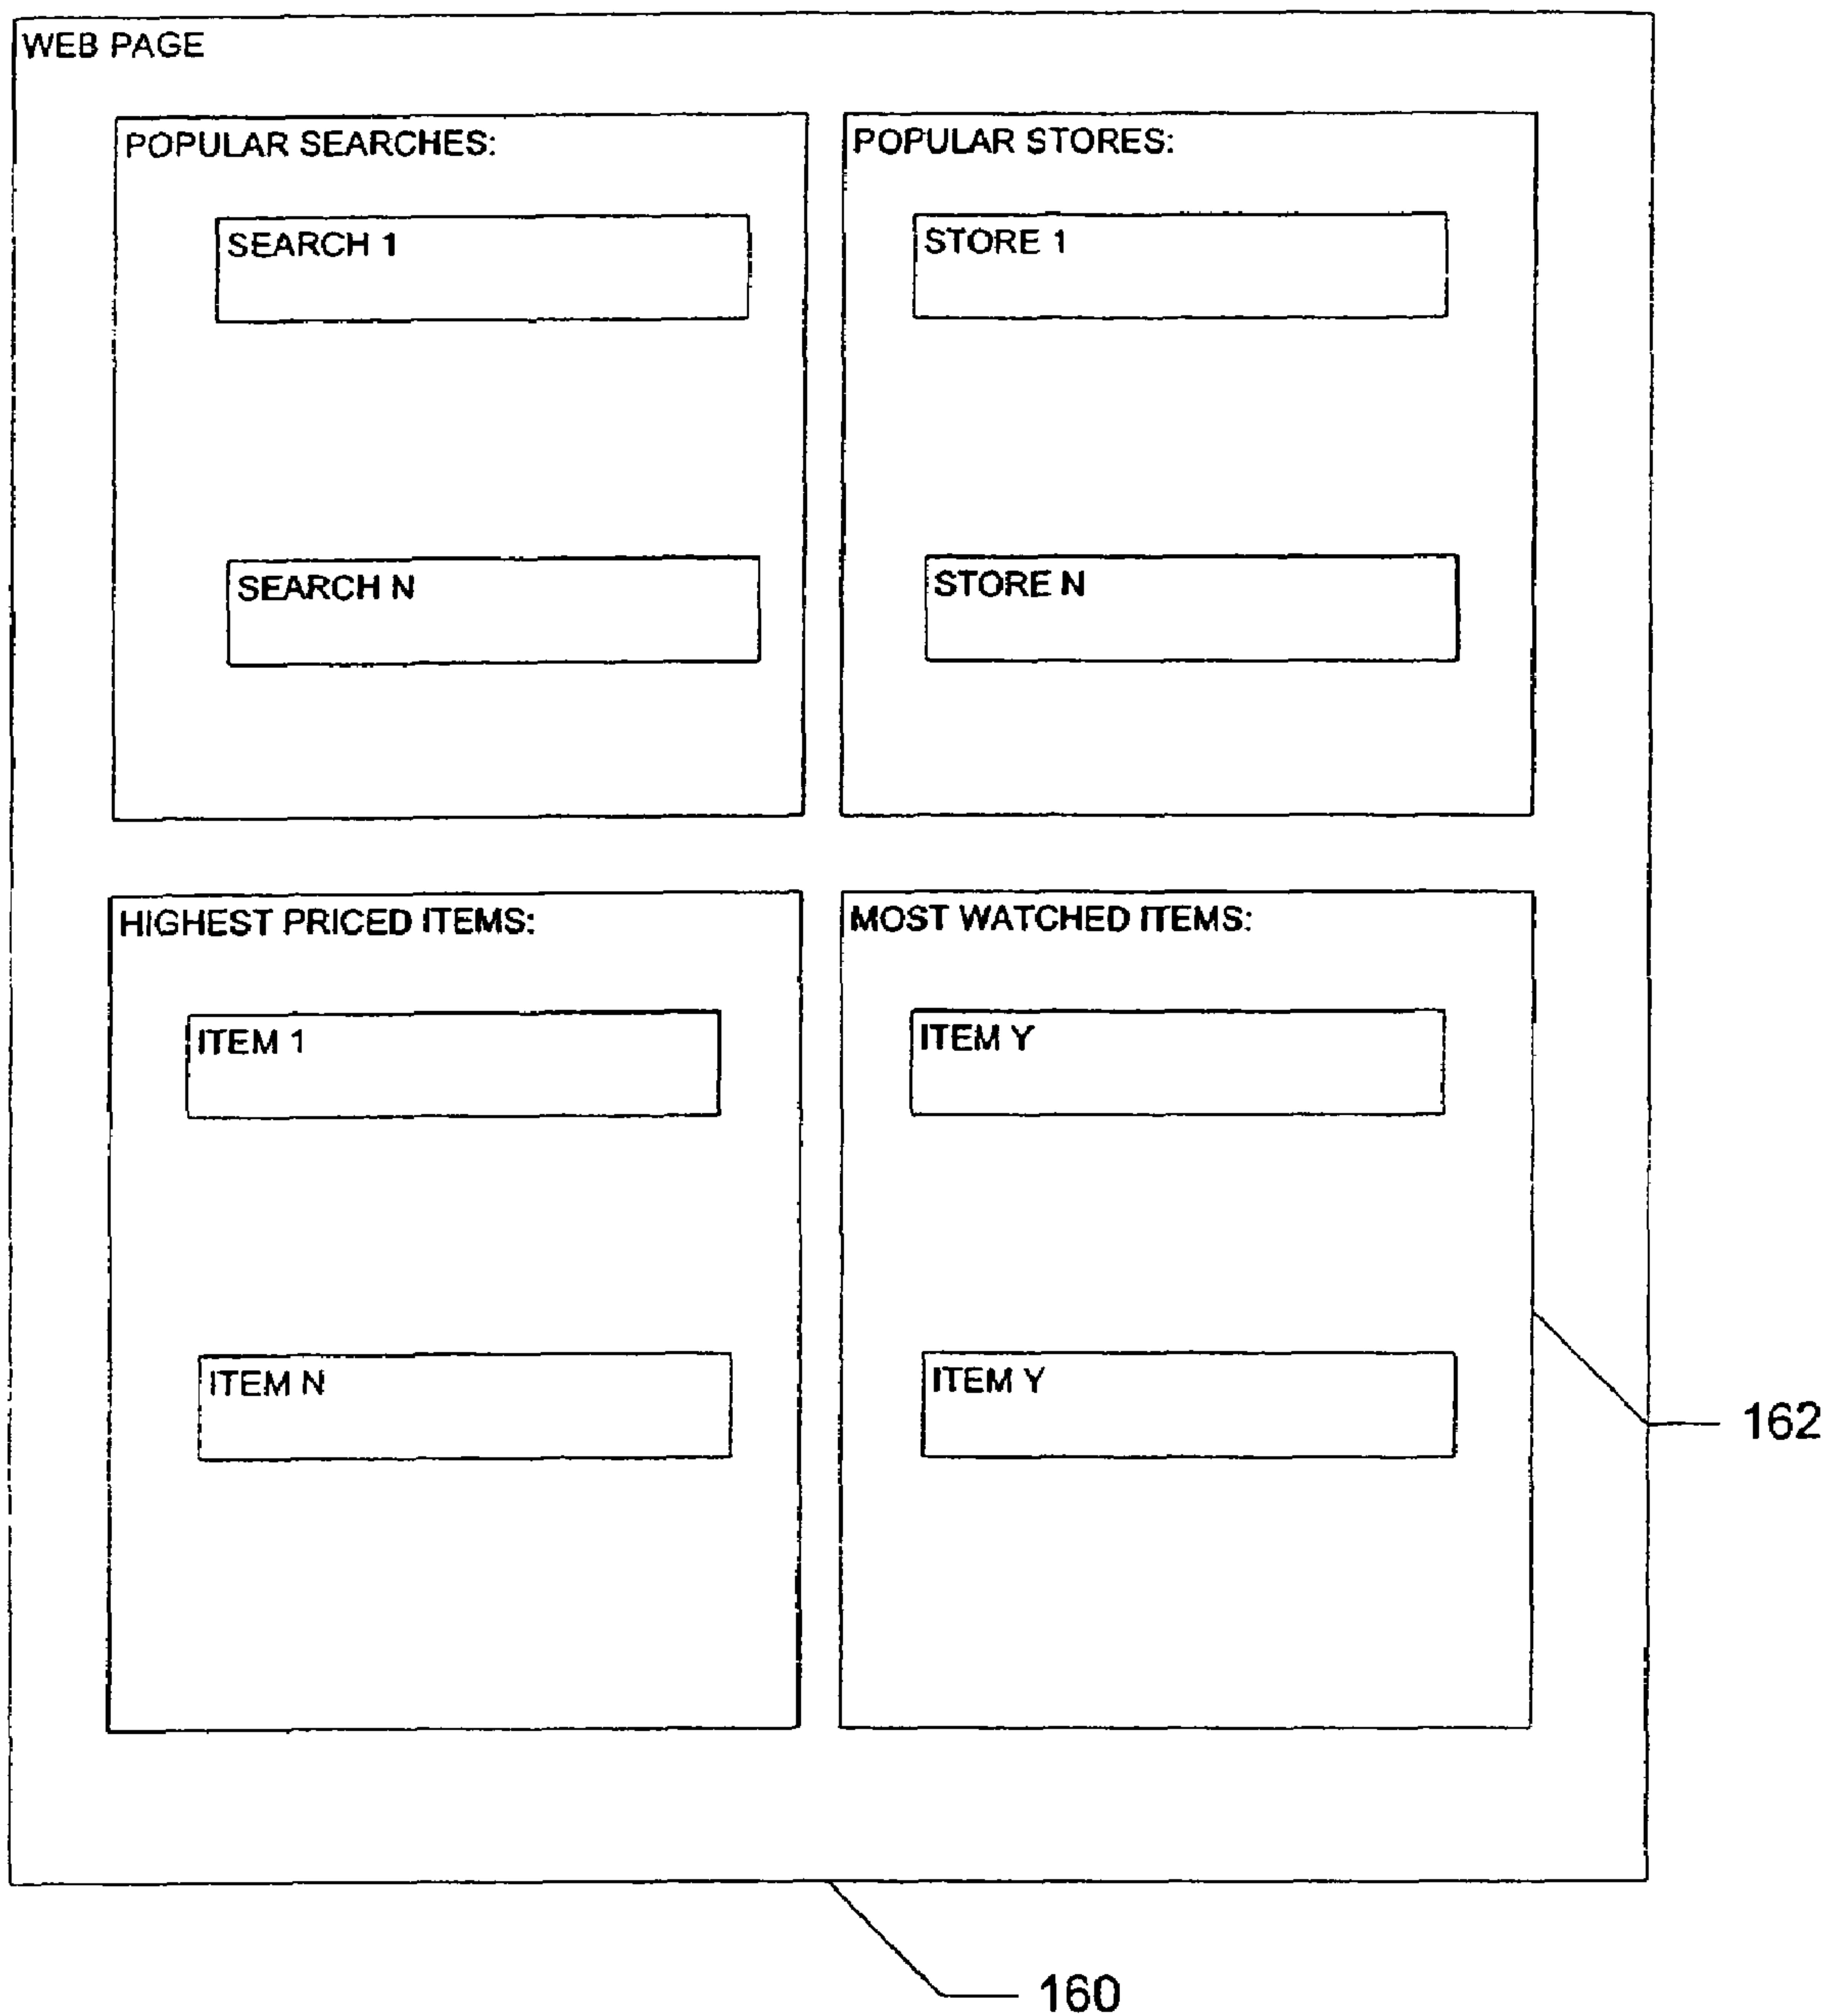 WEB PAGE
POPULAR SEARCHES:
SEARCH 1
SEARCH N
POPULAR STORES:
STORE 1
STORE N
HIGHEST PRICED ITEMS:
ITEM 1
ITEM N
MOST WATCHED ITEMS:
ITEM Y
ITEM Y
162
160